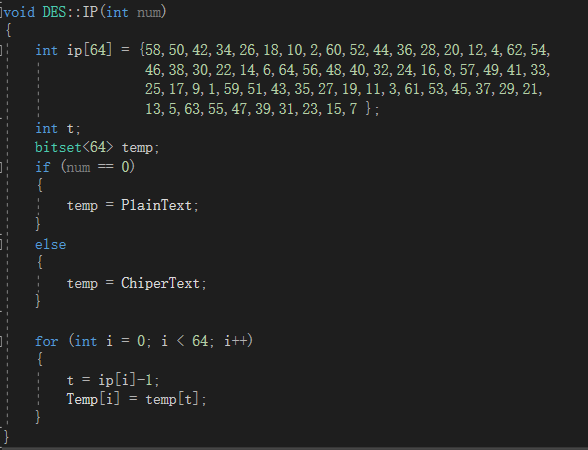 void DES::IP(int num)
{
    int ip[64] = {58,50,42,34,26,18,10,2,60,52,44,36,28,20,12,4,62,54,
                  46,38,30,22,14,6,64,56,48,40,32,24,16,8,57,49,41,33,
                  25,17,9,1,59,51,43,35,27,19,11,3,61,53,45,37,29,21,
                  13,5,63,55,47,39,31,23,15,7 };
    int t;
    bitset<64> temp;
    if (num == 0)
    {
        temp = PlainText;
    }
    else
    {
        temp = ChiperText;
    }

    for (int i = 0; i < 64; i++)
    {
        t = ip[i]-1;
        Temp[i] = temp[t];
    }
}